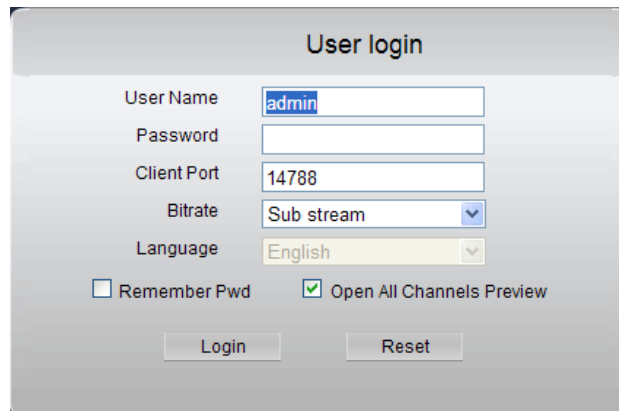 User login
User Name admin
Password
Client Port 14788
Bitrate Sub stream
Language English
Remember Pwd Open All Channels Preview
Login Reset